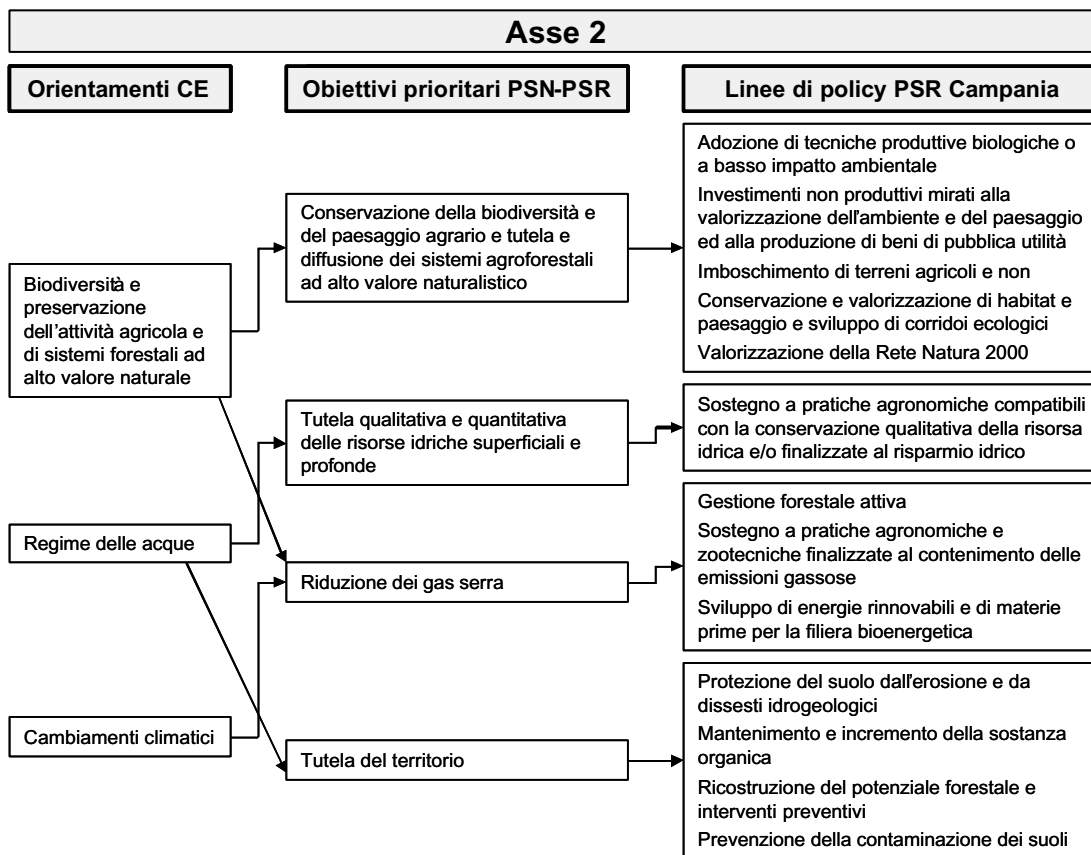 Asse 2
Orientamenti CE
Obiettivi prioritari PSN-PSR
Linee di policy PSR Campania
Biodiversità e
preservazione
dell'attività agricola e
di sistemi forestali ad
alto valore naturale
Regime delle acque
Cambiamenti climatici
Conservazione della biodiversità e
del paesaggio agrario e tutela e
diffusione dei sistemi agroforestali
ad alto valore naturalistico
Tutela qualitativa e quantitativa
delle risorse idriche superficiali e
profonde
Riduzione dei gas serra
Tutela del territorio
Adozione di tecniche produttive biologiche o
a basso impatto ambientale
Investimenti non produttivi mirati alla
valorizzazione dell'ambiente e del paesaggio
ed alla produzione di beni di pubblica utilità
Imboschimento di terreni agricoli e non
Conservazione e valorizzazione di habitat e
paesaggio e sviluppo di corridoi ecologici
Valorizzazione della Rete Natura 2000
Sostegno a pratiche agronomiche compatibili
con la conservazione qualitativa della risorsa
idrica e/o finalizzate al risparmio idrico
Gestione forestale attiva
Sostegno a pratiche agronomiche e
zootecniche finalizzate al contenimento delle
emissioni gassose
Sviluppo di energie rinnovabili e di materie
prime per la filiera bioenergetica
Protezione del suolo dall'erosione e da
dissesti idrogeologici
Mantenimento e incremento della sostanza
organica
Ricostruzione del potenziale forestale e
interventi preventivi
Prevenzione della contaminazione dei suoli